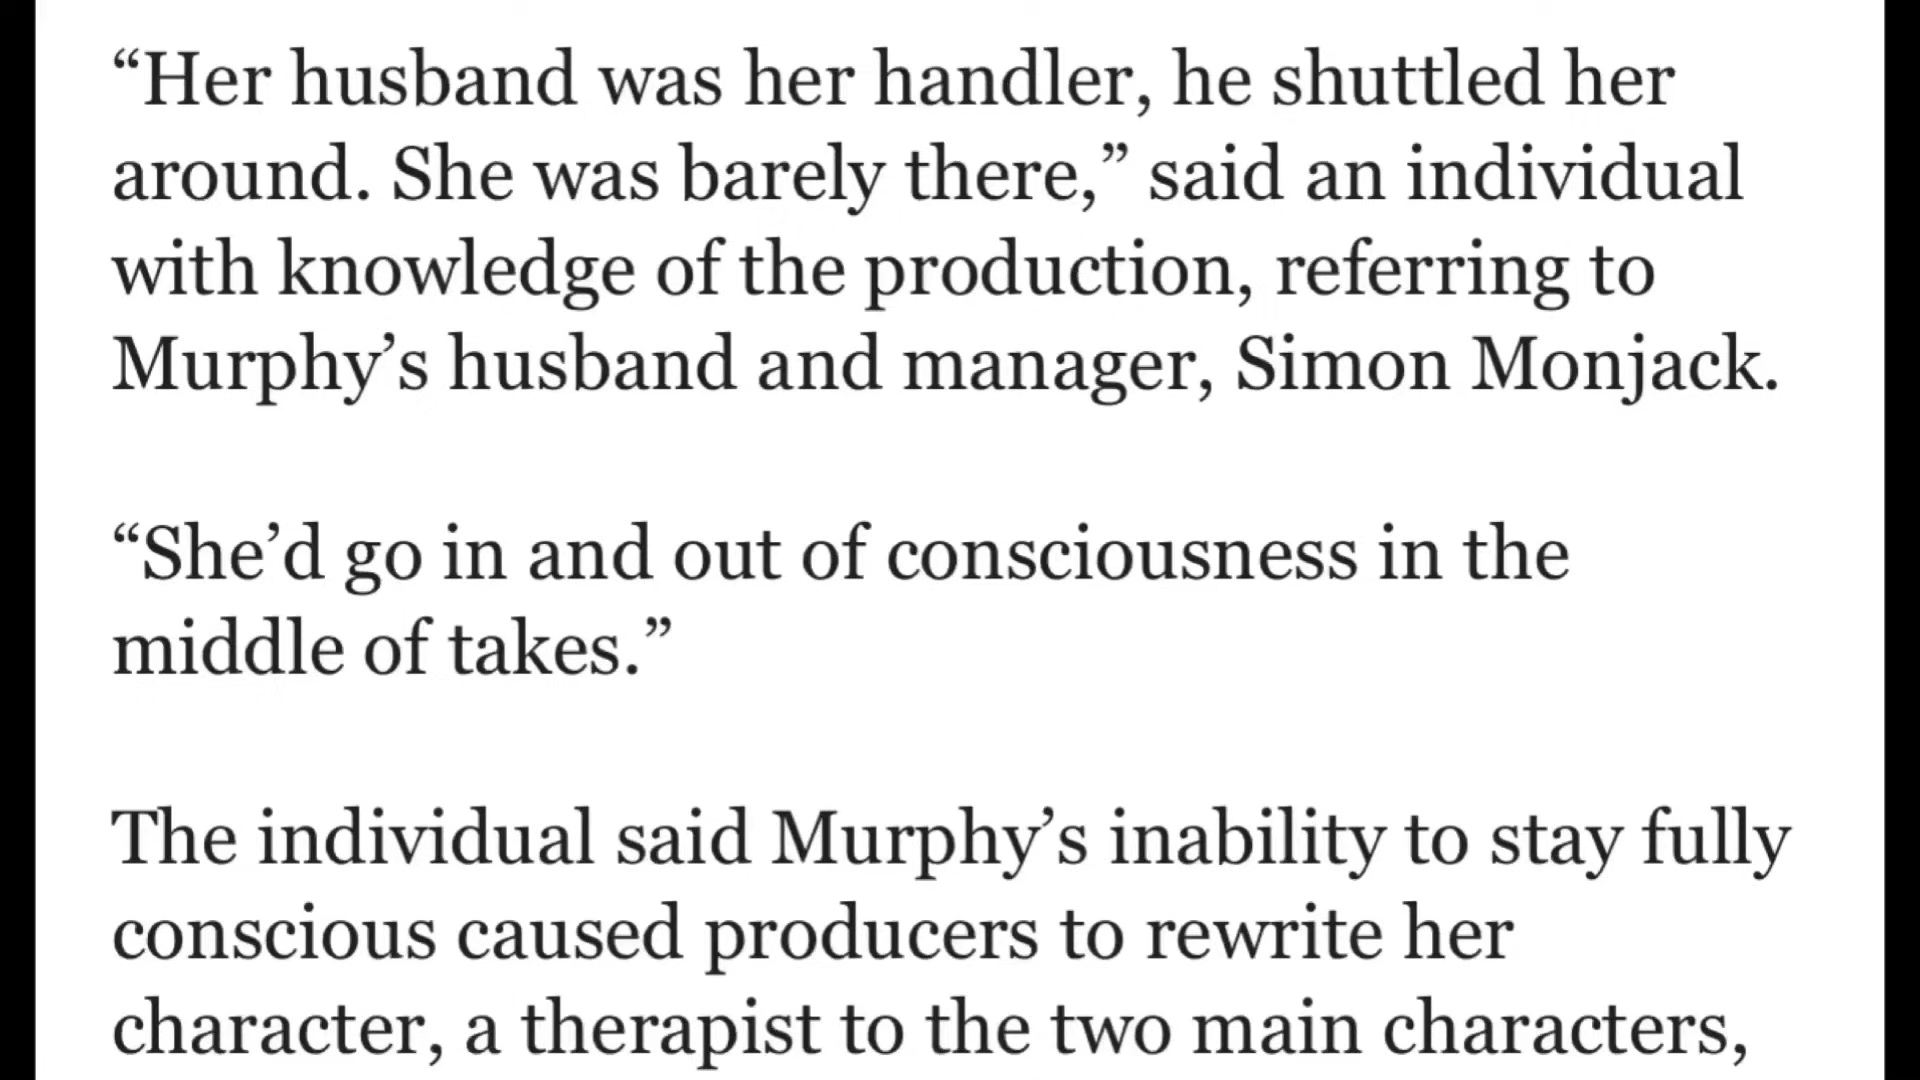 “Her husband was her handler, he shuttled her
around. She was barely there,” said an individual
with knowledge of the production, referring to
Murphy’s husband and manager, Simon Monjack.
“She’d go in and out of consciousness in the
middle of takes.”
The individual said Murphy’s inability to stay fully
conscious caused producers to rewrite her
character, a therapist to the two main characters,